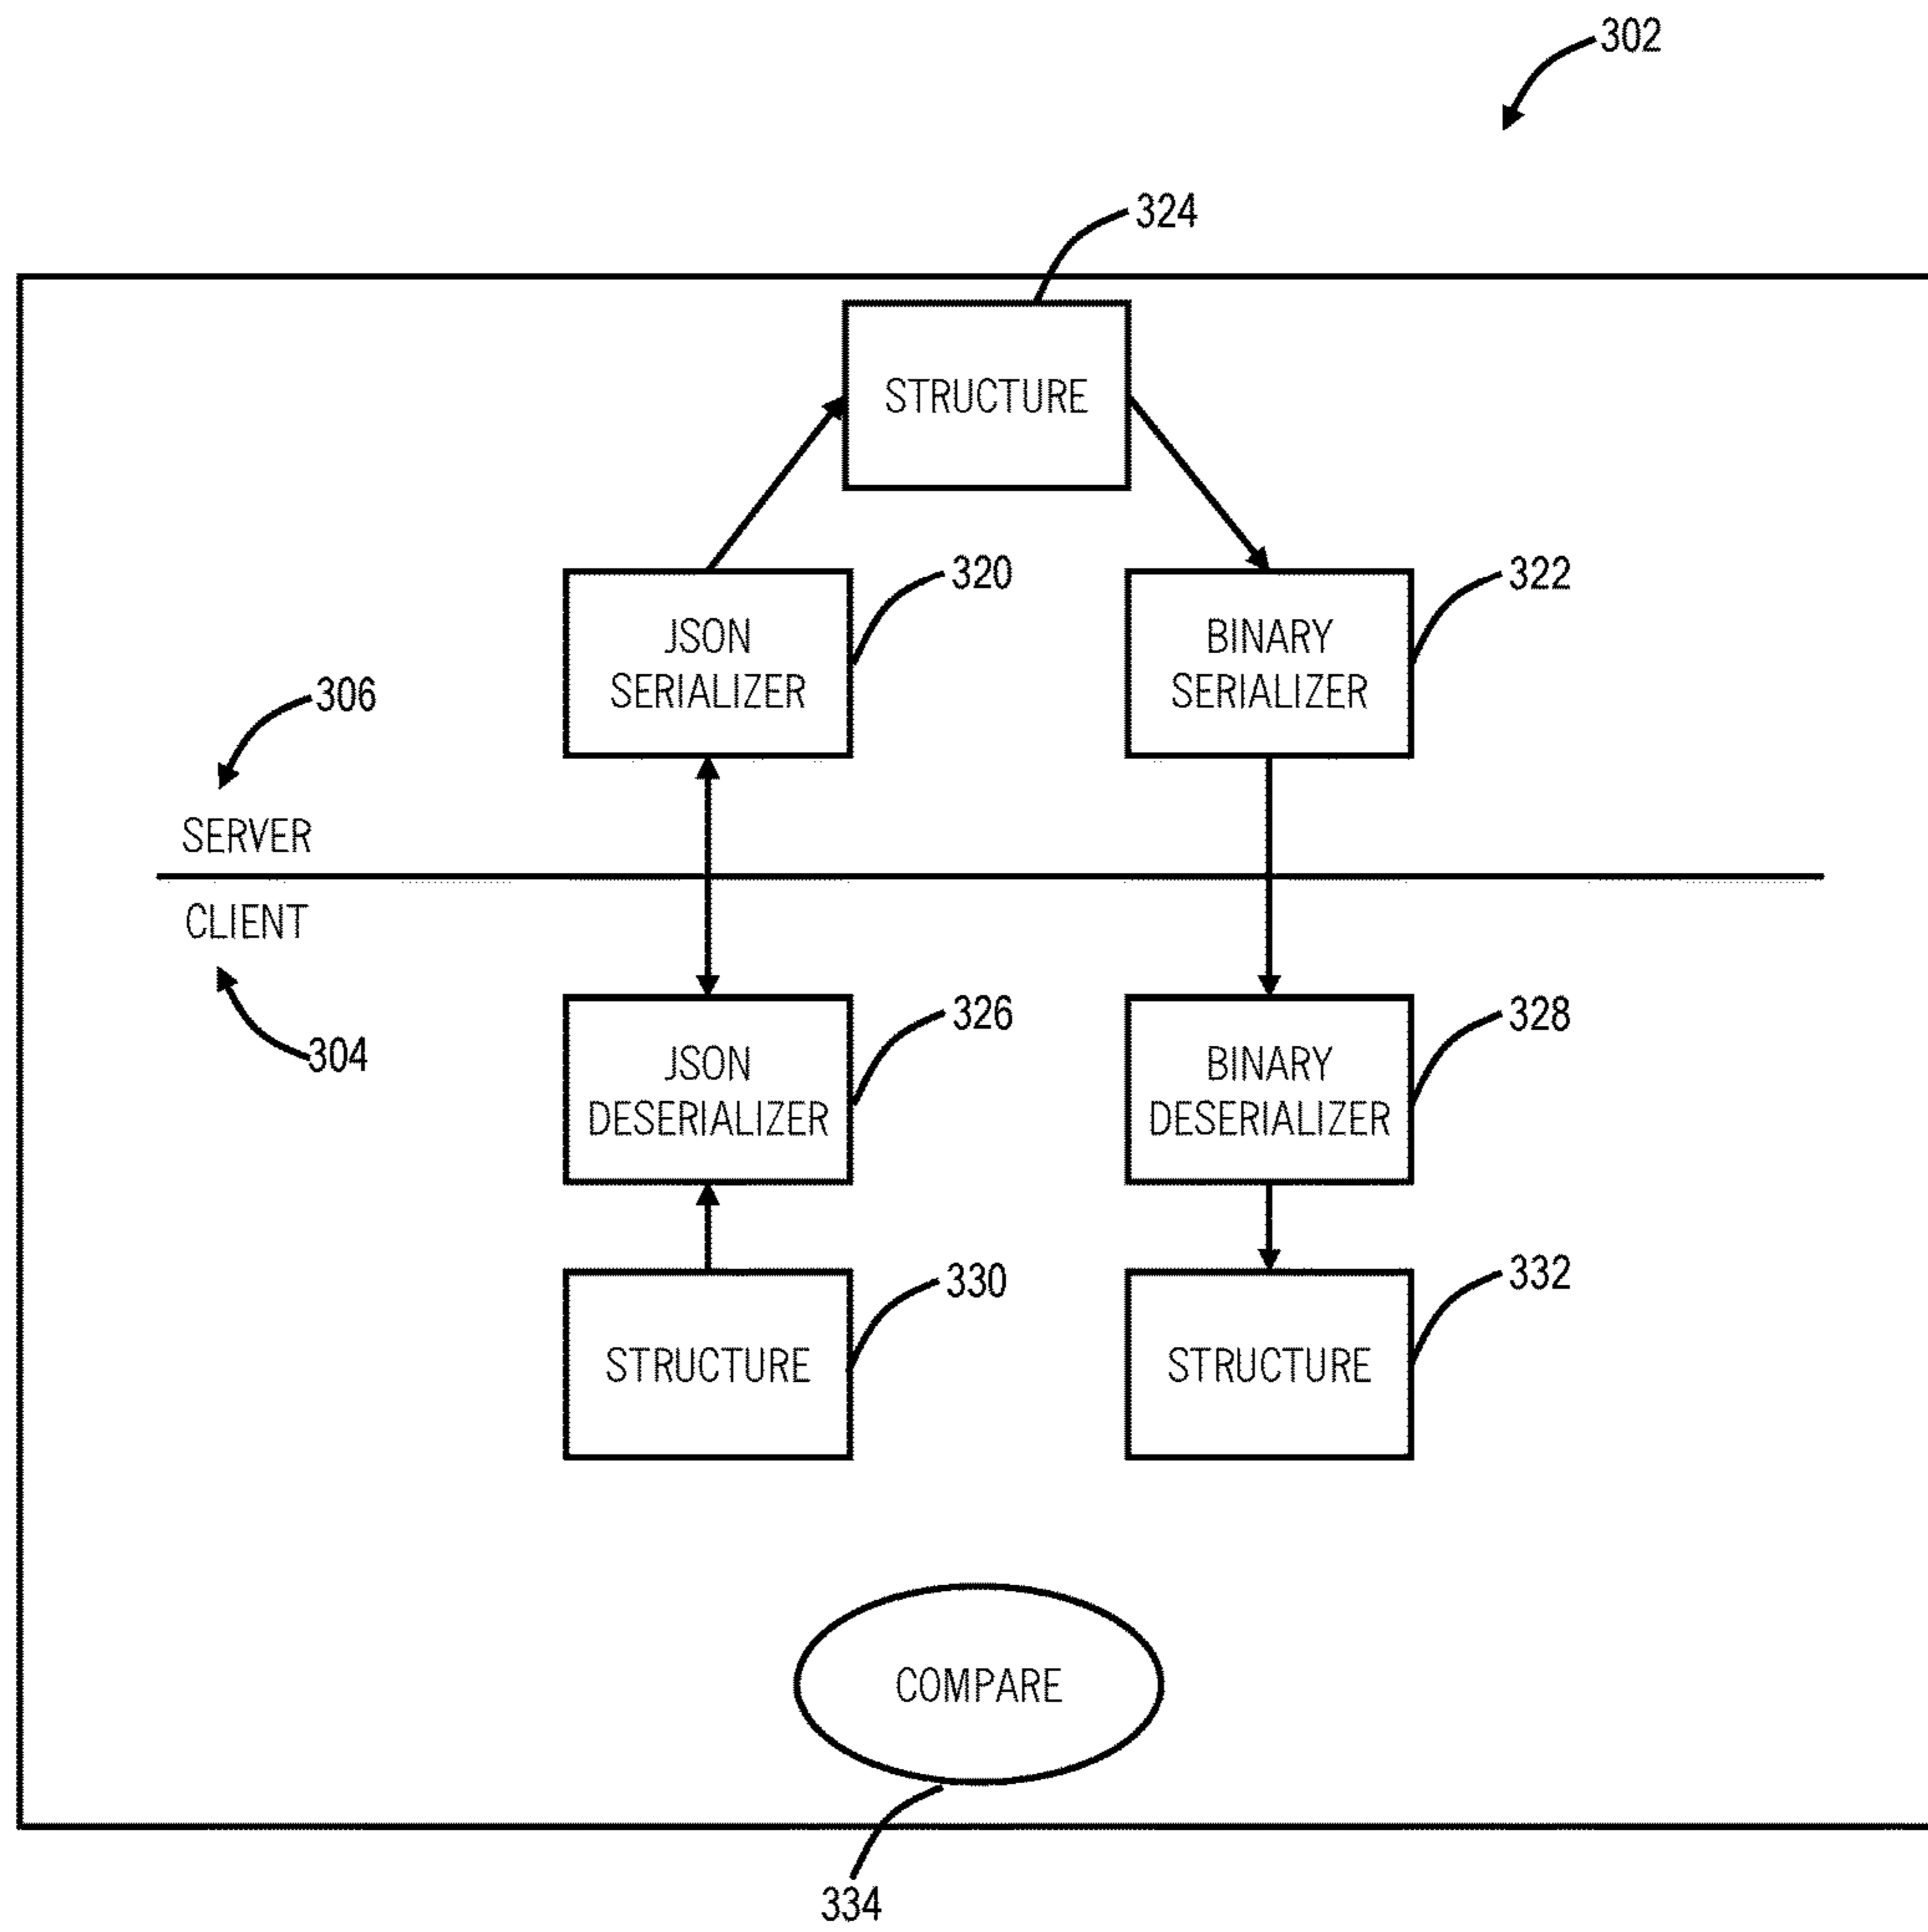 302
324
STRUCTURE
320
322
JSON
SERIALIZER
BINARY
SERIALIZER
306
SERVER
CLIENT
304
326
328
JSON
DESERIALIZER
BINARY
DESERIALIZER
330
332
STRUCTURE
STRUCTURE
COMPARE
334